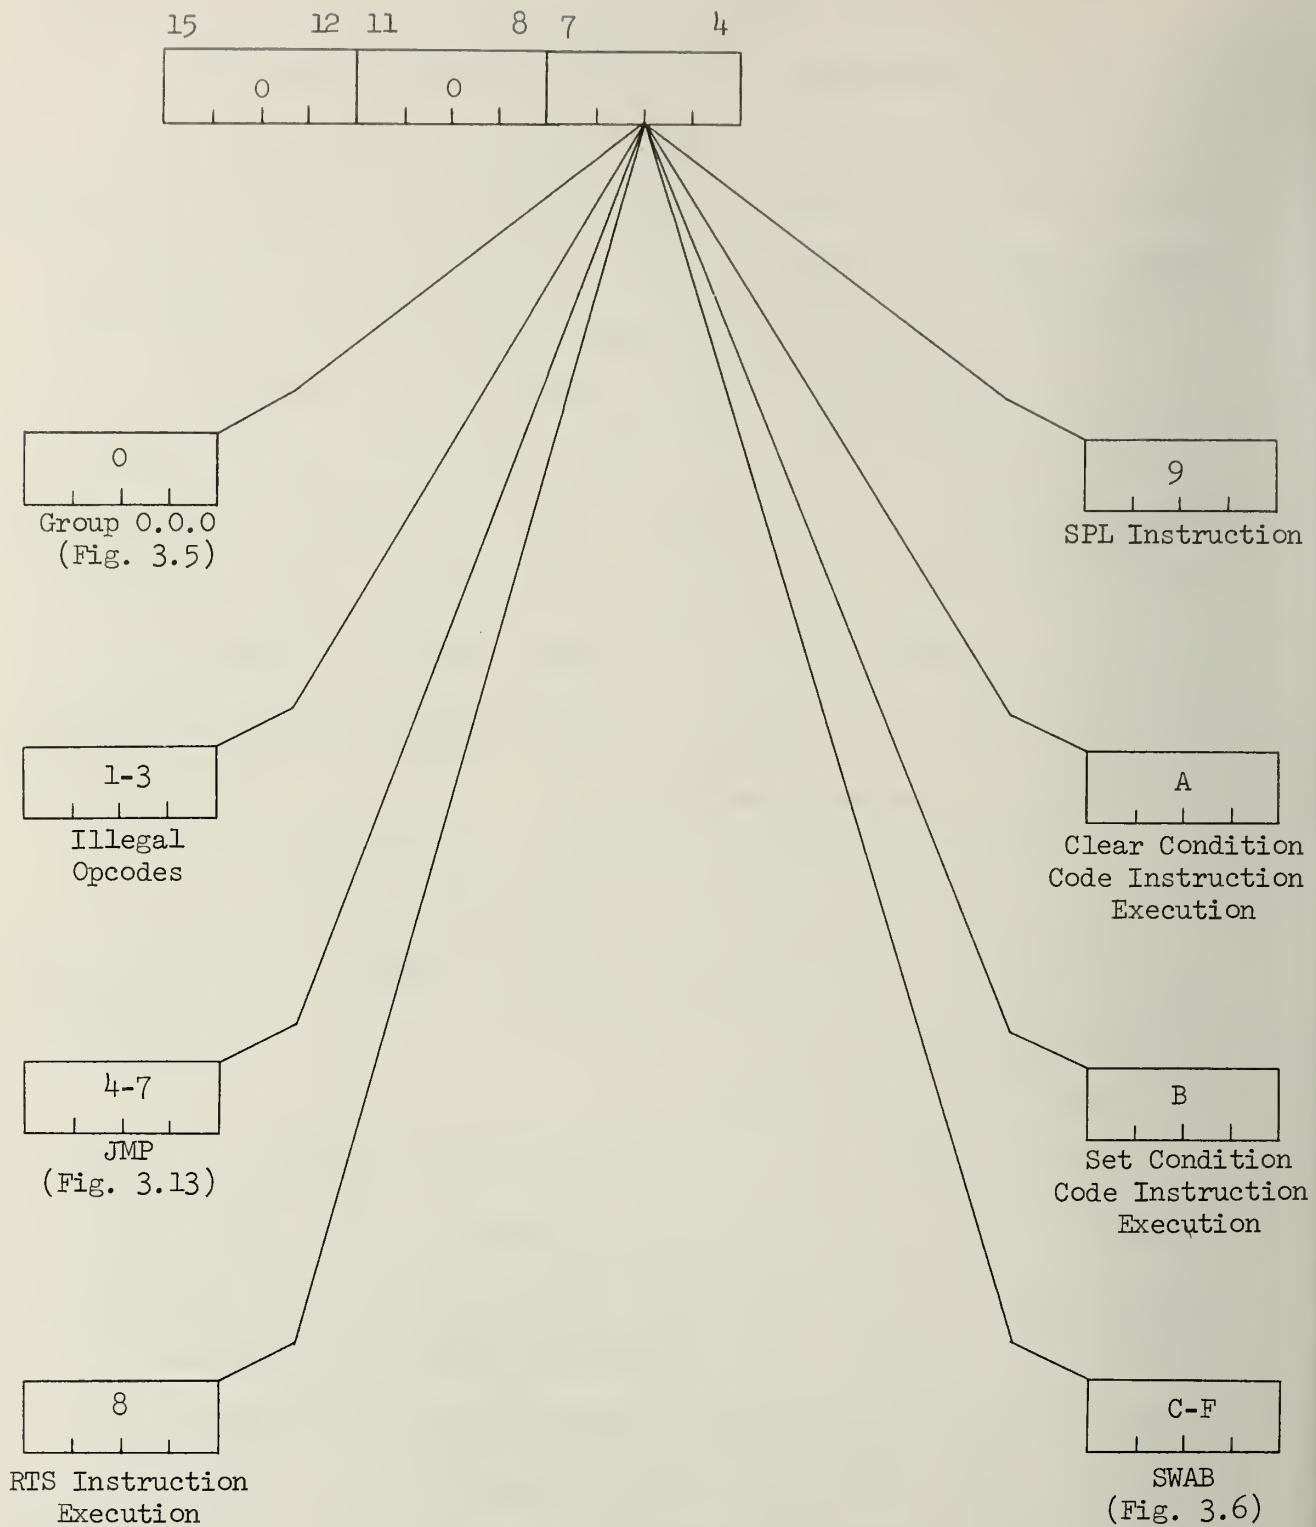 15 12 11 8 7 4
0 0
0
Group 0.0.0
(Fig. 3.5)
1-3
Illegal
Opcodes
4-7
JMP
(Fig. 3.13)
8
RTS Instruction
Execution
9
SPL Instruction
A
Clear Condition
Code Instruction
Execution
B
Set Condition
Code Instruction
Execution
C-F
SWAB
(Fig. 3.6)